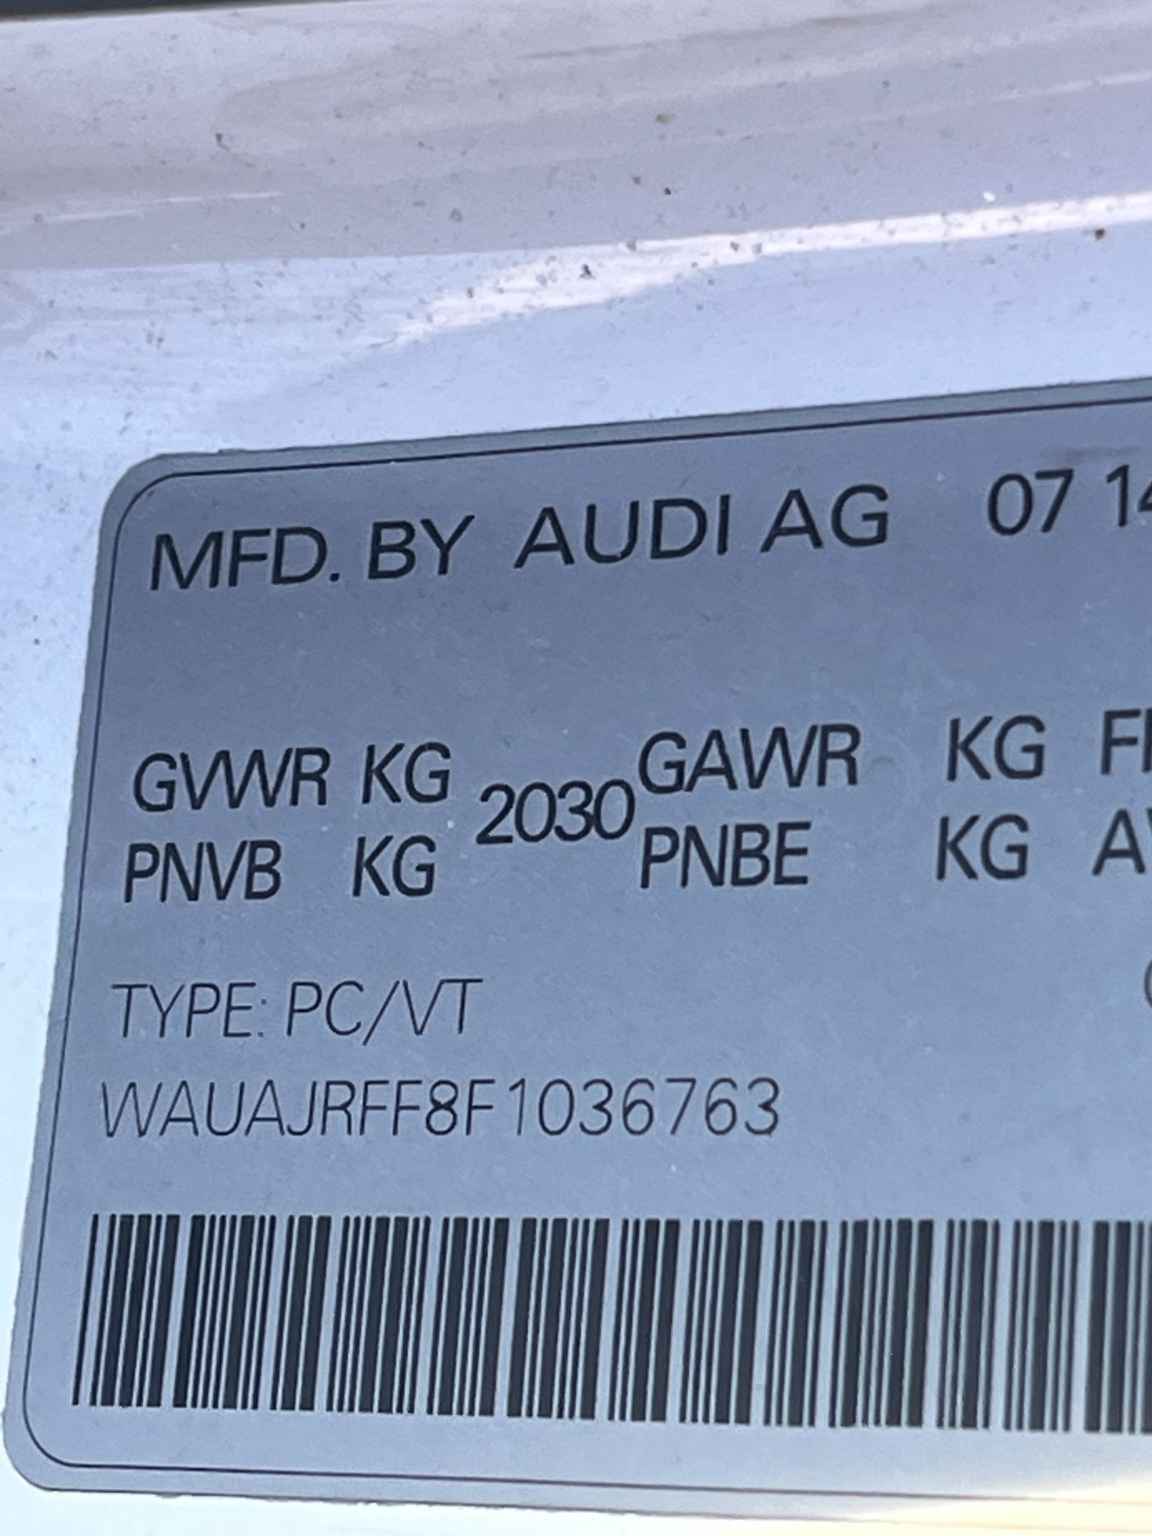 MFD. BY AUDI AG 07 14
GVWR KG 2030 GAWR KG
PNVB KG PNBE KG
TYPE: PC/VT
WAUAJRFF8F1036763